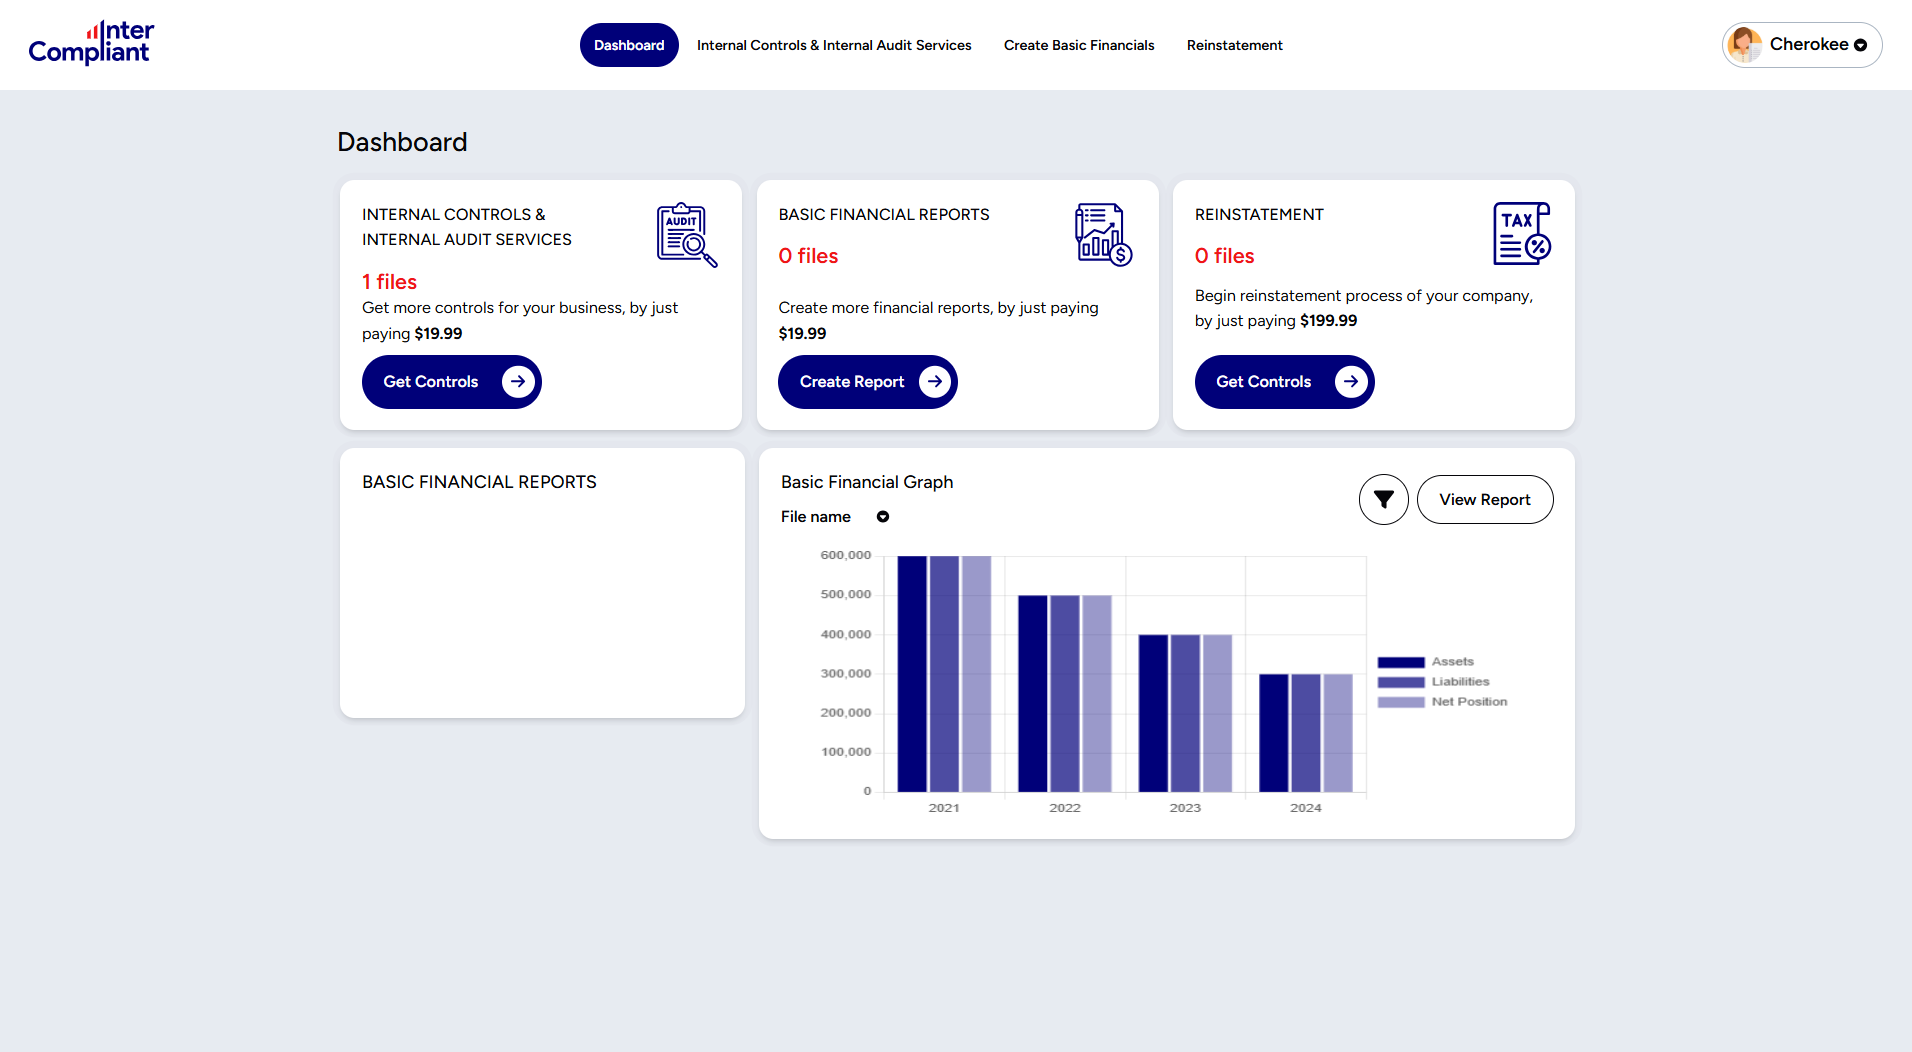 Inter
Compliant
Dashboard
Internal Controls & Internal Audit Services
Create Basic Financials
Reinstatement
Cherokee
Dashboard
INTERNAL CONTROLS &
INTERNAL AUDIT SERVICES
AUDIT
1 files
Get more controls for your business, by just
paying $19.99
Get Controls
BASIC FINANCIAL REPORTS
$
0 files
Create more financial reports, by just paying
$19.99
Create Report
REINSTATEMENT
TAX
%
0 files
Begin reinstatement process of your company,
by just paying $199.99
Get Controls
BASIC FINANCIAL REPORTS
Basic Financial Graph
File name
View Report
600,000
500,000
400,000
300,000
200,000
100,000
0
2021
2022
2023
2024
Assets
Liabilities
Net Position